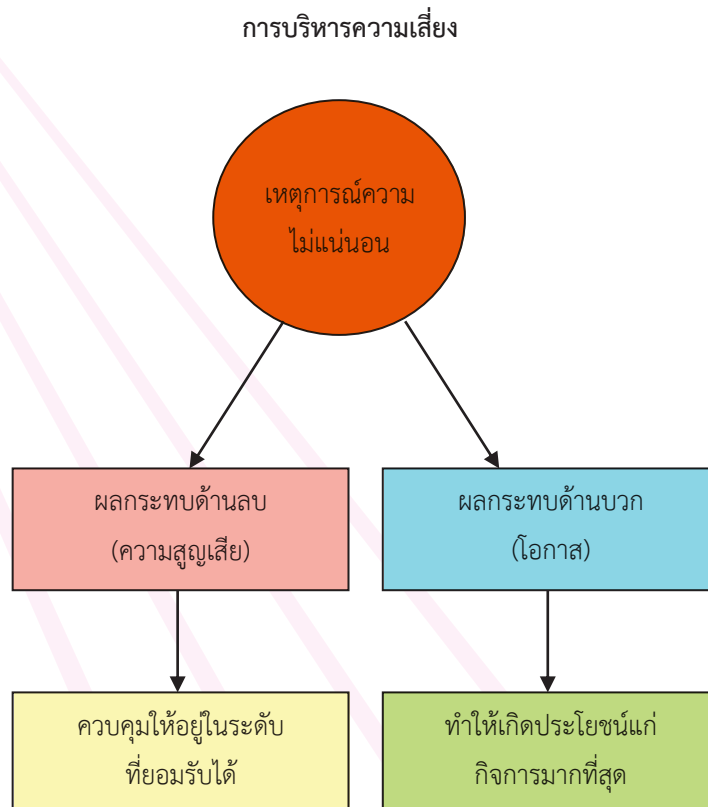 การบริหารความเสี่ยง
เหตุการณ์ความ
ไม่แน่นอน
ผลกระทบด้านลบ
(ความสูญเสีย)
ผลกระทบด้านบวก
(โอกาส)
ควบคุมให้อยู่ในระดับ
ที่ยอมรับได้
ทำให้เกิดประโยชน์แก่
กิจการมากที่สุด